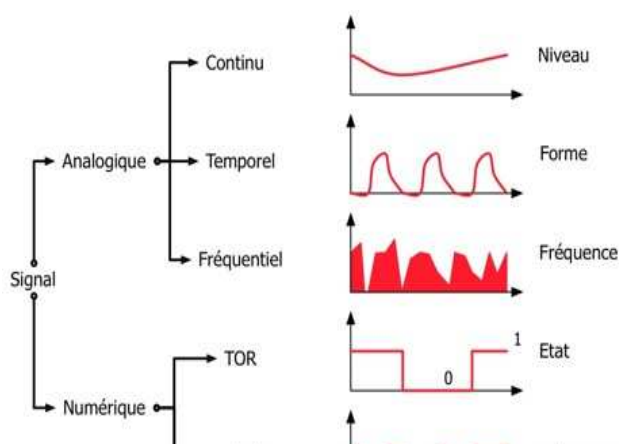 Continu
Niveau
Analogique
Temporel
Forme
Fréquentiel
Fréquence
Signal
TOR
1
0
Etat
Numérique